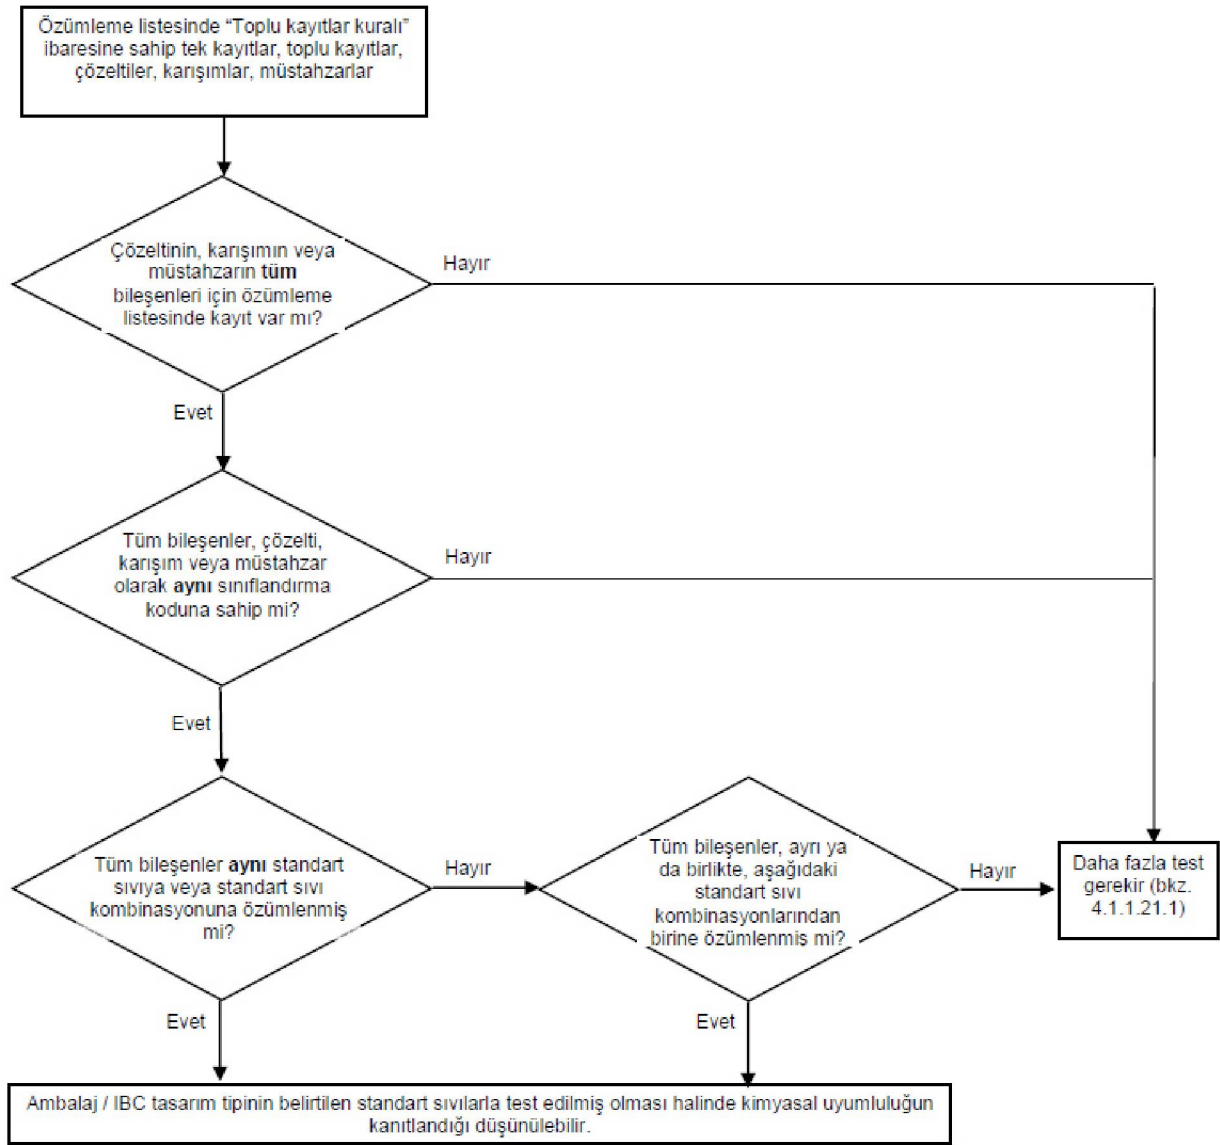 Özümleme listesinde “Toplu kayıtlar kuralı”
ibaresine sahip tek kayıtlar, toplu kayıtlar,
çözeltiler, karışımlar, müstahzarlar
Çözeltinin, karışımın veya
müstahzarın tüm
bileşenleri için özümleme
listesinde kayıt var mı?
Hayır
Evet
Tüm bileşenler, çözelti,
karışım veya müstahzar
olarak aynı sınıflandırma
koduna sahip mi?
Hayır
Evet
Tüm bileşenler aynı standart
sıvıya veya standart sıvı
kombinasyonuna özümlenmiş
mi?
Hayır
Tüm bileşenler, ayrı ya
da birlikte, aşağıdaki
standart sıvı
kombinasyonlarından
birine özümlenmiş mi?
Hayır
Daha fazla test
gerekir (bkz.
4.1.1.21.1)
Evet
Evet
Ambalaj / IBC tasarım tipinin belirtilen standart sıvılarla test edilmiş olması halinde kimyasal uyumluluğun
kanıtlandığı düşünülebilir.